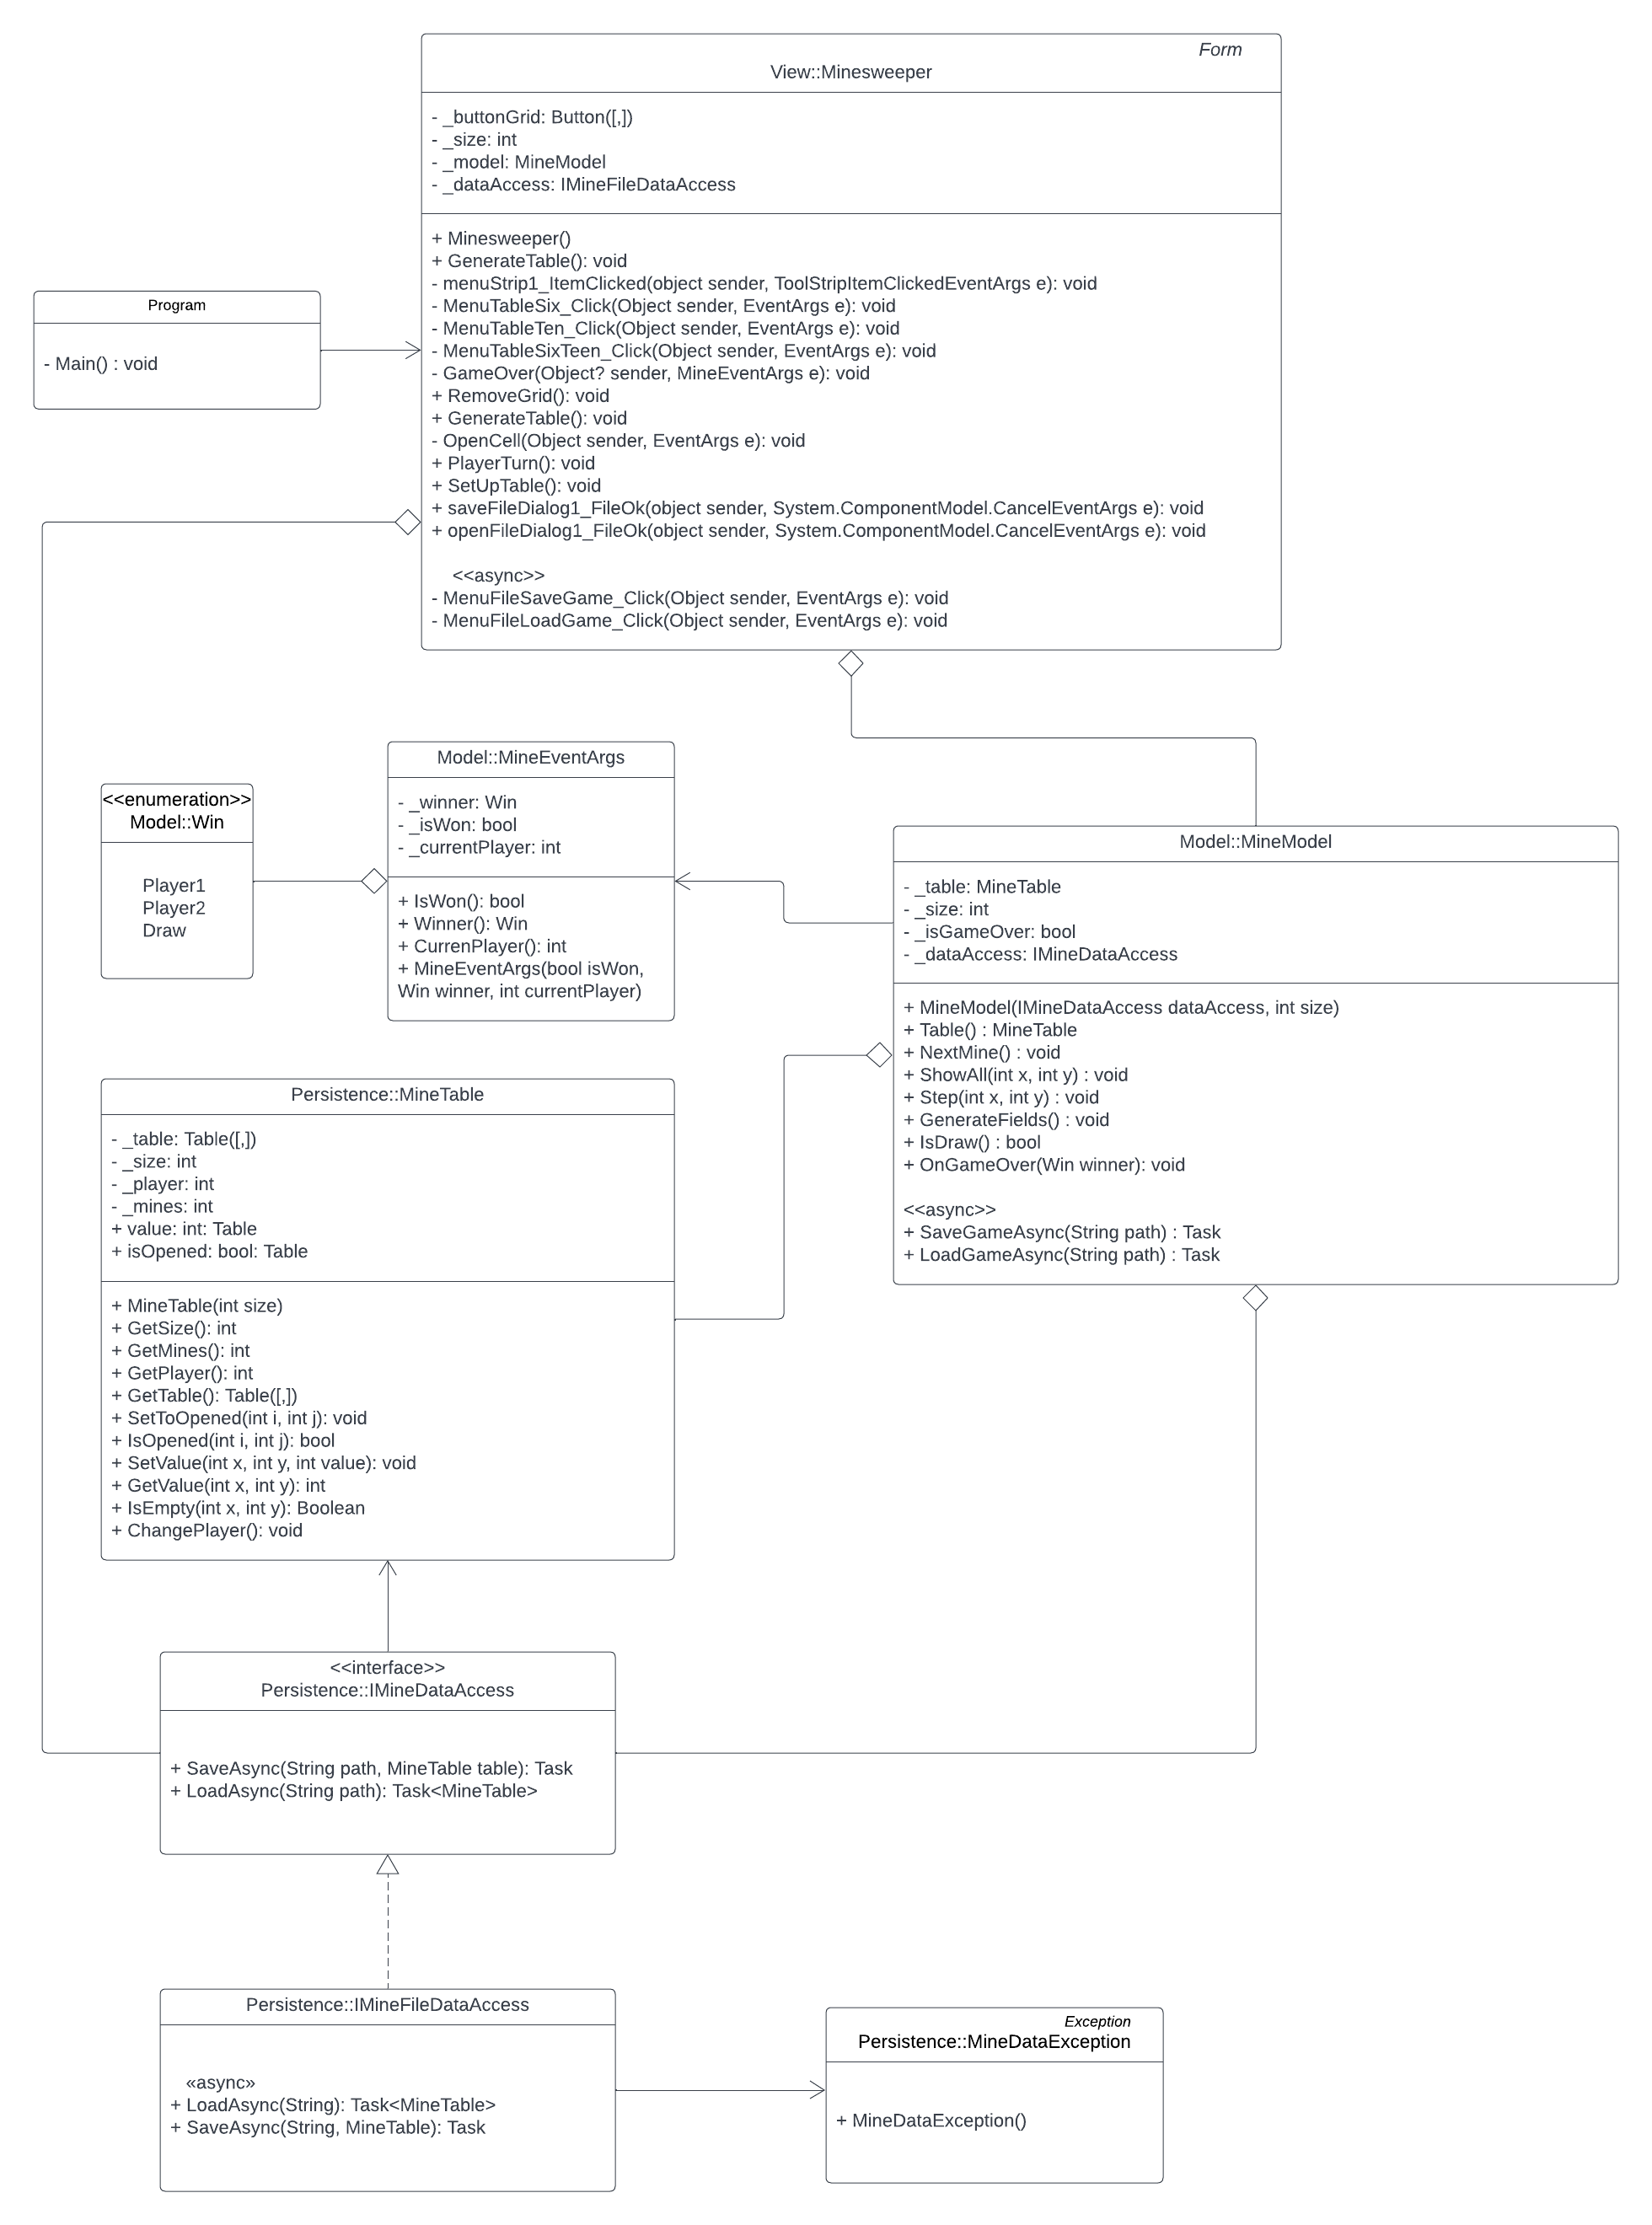 Form
View::Minesweeper
- _buttonGrid: Button([,])
- _size: int
- _model: MineModel
- _dataAccess: IMineFileDataAccess
+ Minesweeper()
+ GenerateTable(): void
- menuStrip1_ItemClicked(object sender, ToolStripItemClickedEventArgs e): void
- MenuTableSix_Click(Object sender, EventArgs e): void
- MenuTableTen_Click(Object sender, EventArgs e): void
- MenuTableSixTeen_Click(Object sender, EventArgs e): void
- GameOver(Object? sender, MineEventArgs e): void
+ RemoveGrid(): void
+ GenerateTable(): void
- OpenCell(Object sender, EventArgs e): void
+ PlayerTurn(): void
+ SetUpTable(): void
+ saveFileDialog1_FileOk(object sender, System.ComponentModel.CancelEventArgs e): void
+ openFileDialog1_FileOk(object sender, System.ComponentModel.CancelEventArgs e): void
<<async>>
- MenuFileSaveGame_Click(Object sender, EventArgs e): void
- MenuFileLoadGame_Click(Object sender, EventArgs e): void
Program
- Main() : void
Model::MineEventArgs
- _winner: Win
- _isWon: bool
- _currentPlayer: int
+ IsWon(): bool
+ Winner(): Win
+ CurrenPlayer(): int
+ MineEventArgs(bool isWon,
Win winner, int currentPlayer)
<<enumeration>>
Model::Win
Player1
Player2
Draw
Model::MineModel
- _table: MineTable
- _size: int
- _isGameOver: bool
- _dataAccess: IMineDataAccess
+ MineModel(IMineDataAccess dataAccess, int size)
+ Table() : MineTable
+ NextMine() : void
+ ShowAll(int x, int y) : void
+ Step(int x, int y) : void
+ GenerateFields() : void
+ IsDraw() : bool
+ OnGameOver(Win winner): void
<<async>>
+ SaveGameAsync(String path) : Task
+ LoadGameAsync(String path) : Task
Persistence::MineTable
- _table: Table([,])
- _size: int
- _player: int
- _mines: int
+ value: int: Table
+ isOpened: bool: Table
+ MineTable(int size)
+ GetSize(): int
+ GetMines(): int
+ GetPlayer(): int
+ GetTable(): Table([,])
+ SetToOpened(int i, int j): void
+ IsOpened(int i, int j): bool
+ SetValue(int x, int y, int value): void
+ GetValue(int x, int y): int
+ IsEmpty(int x, int y): Boolean
+ ChangePlayer(): void
<<interface>>
Persistence::IMineDataAccess
+ SaveAsync(String path, MineTable table): Task
+ LoadAsync(String path): Task<MineTable>
Persistence::IMineFileDataAccess
«async»
+ LoadAsync(String): Task<MineTable>
+ SaveAsync(String, MineTable): Task
Exception
Persistence::MineDataException
+ MineDataException()